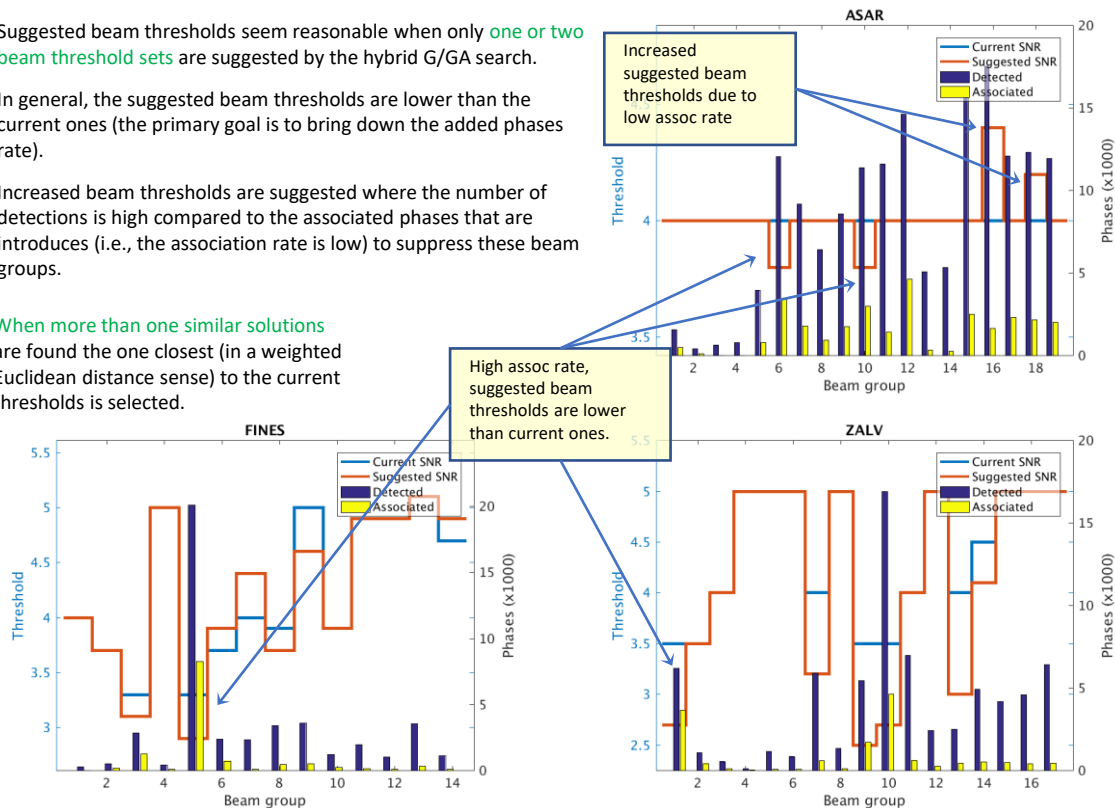 Suggested beam thresholds seem reasonable when only one or two
beam threshold sets are suggested by the hybrid G/GA search.
In general, the suggested beam thresholds are lower than the
current ones (the primary goal is to bring down the added phases
rate).
Increased beam thresholds are suggested where the number of
detections is high compared to the associated phases that are
introduces (i.e., the association rate is low) to suppress these beam
groups.
When more than one similar solutions
are found the one closest (in a weighted
Euclidean distance sense) to the current
thresholds is selected.
ASAR
Increased
suggested beam
thresholds due to
low assoc rate
Current SNR
Suggested SNR
Detected
Associated
4.5
4
3.5
Threshold
20
15
10
5
0
Phases (x1000)
2 4 6 8 10 12 14 16 18
Beam group
High assoc rate,
suggested beam
thresholds are lower
than current ones.
FINES
Current SNR
Suggested SNR
Detected
Associated
5.5
5
4.5
4
3.5
3
Threshold
20
15
10
5
0
Phases (x1000)
2 4 6 8 10 12 14
Beam group
ZALV
Current SNR
Suggested SNR
Detected
Associated
5.5
5
4.5
4
3.5
3
2.5
Threshold
20
15
10
5
0
Phases (x1000)
2 4 6 8 10 12 14 16
Beam group